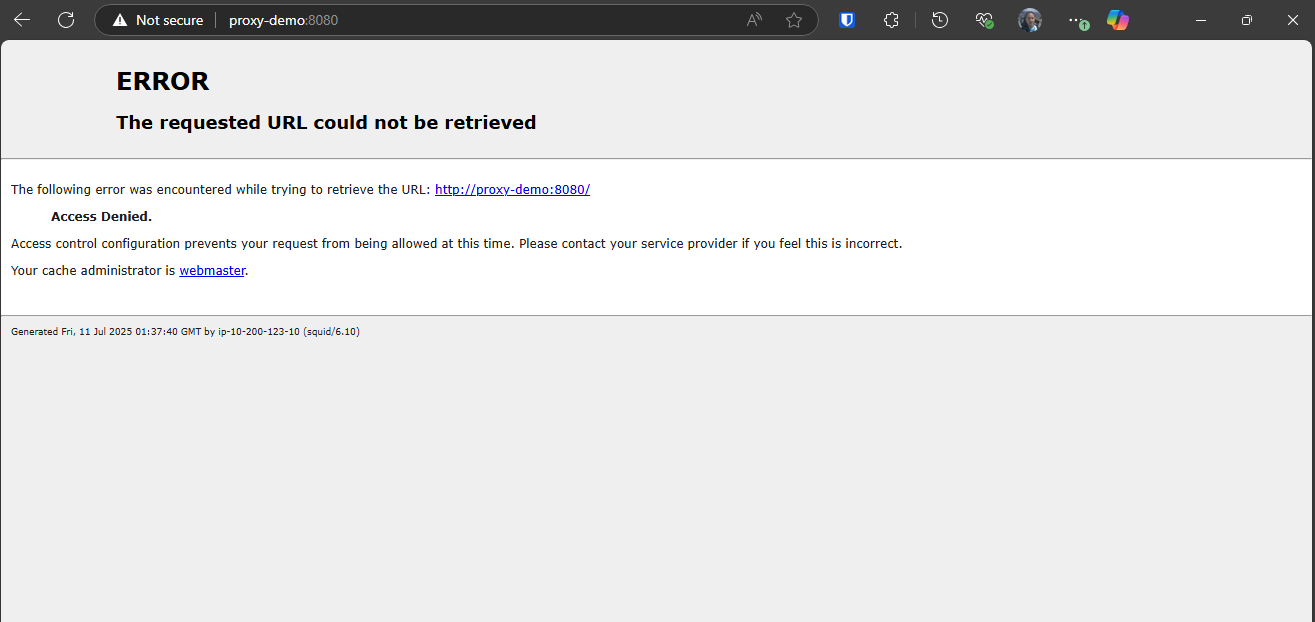 Not secure proxy-demo:8080
ERROR
The requested URL could not be retrieved
The following error was encountered while trying to retrieve the URL: http://proxy-demo:8080/
Access Denied.
Access control configuration prevents your request from being allowed at this time. Please contact your service provider if you feel this is incorrect.
Your cache administrator is webmaster.
Generated Fri, 11 Jul 2025 01:37:40 GMT by ip-10-200-123-10 (squid/6.10)